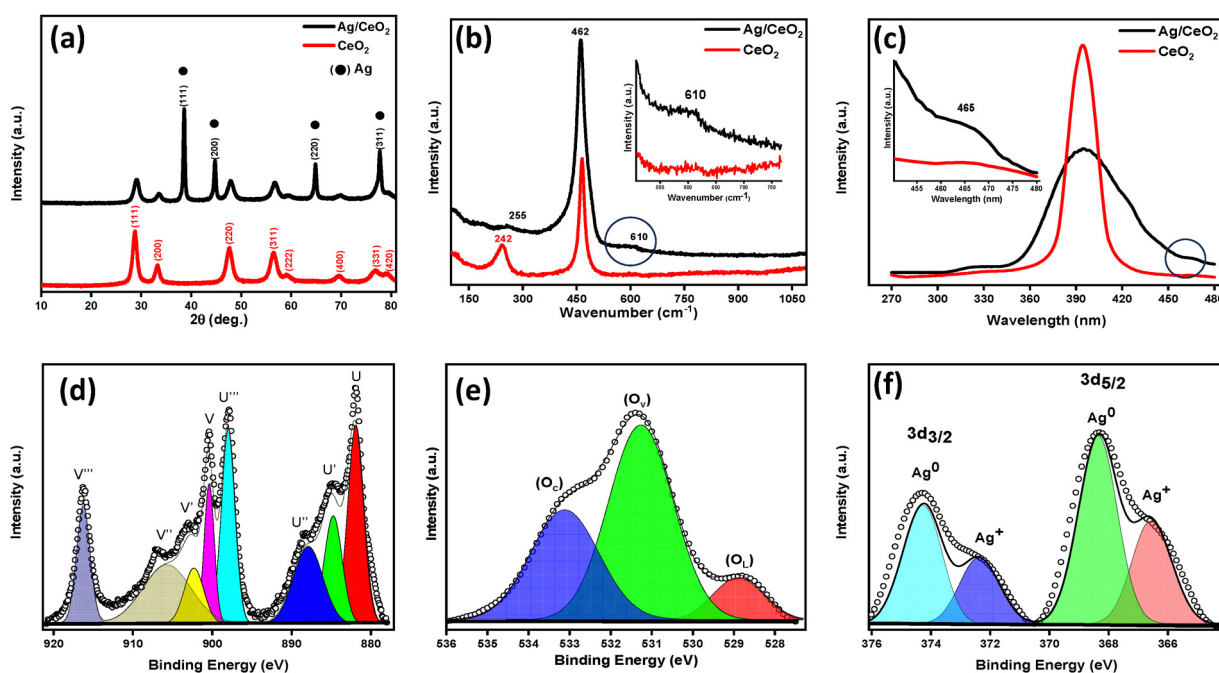 (a)
Ag/CeO₂
CeO₂
(●) Ag
(111)
(200)
(220)
(311)
(111)
(200)
(220)
(311)
(222)
(400)
(331)
(420)
Intensity (a.u.)
10 20 30 40 50 60 70 80
2θ (deg.)
(b)
462
Ag/CeO₂
CeO₂
610
Intensity (a.u.)
550 600 650 700 750
Wavenumber (cm⁻¹)
255
242
610
Intensity (a.u.)
150 300 450 600 750 900 1050
Wavenumber (cm⁻¹)
(c)
Ag/CeO₂
CeO₂
465
Intensity (a.u.)
455 460 465 470 475 480
Wavelength (nm)
Intensity (a.u.)
270 300 330 360 390 420 450 480
Wavelength (nm)
(d)
V'''
V''
V'
V
U'''
U''
U'
U
Intensity (a.u.)
920 910 900 890 880
Binding Energy (eV)
(e)
(Oᵥ)
(O꜀)
(O_L)
Intensity (a.u.)
536 535 534 533 532 531 530 529 528
Binding Energy (eV)
(f)
3d₃/₂
Ag⁰
Ag⁺
3d₅/₂
Ag⁰
Ag⁺
Intensity (a.u.)
376 374 372 370 368 366
Binding Energy (eV)